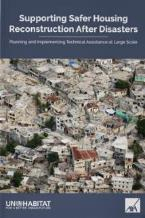 Supporting Safer Housing
Reconstruction After Disasters
Planning and Implementing Technical Assistance at Large Scale
UN HABITAT
FOR A BETTER URBAN FUTURE
AXA